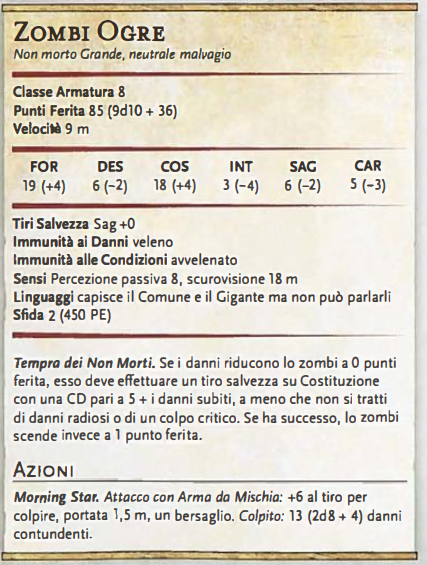 ZOMBI OGRE
Non morto Grande, neutrale malvagio
Classe Armatura 8
Punti Ferita 85 (9d10 + 36)
Velocità 9 m
FOR DES COS INT SAG CAR
19 (+4) 6 (−2) 18 (+4) 3 (−4) 6 (−2) 5 (−3)
Tiri Salvezza Sag +0
Immunità ai Danni veleno
Immunità alle Condizioni avvelenato
Sensi Percezione passiva 8, scurovisione 18 m
Linguaggi capisce il Comune e il Gigante ma non può parlarli
Sfida 2 (450 PE)
Tempra dei Non Morti. Se i danni riducono lo zombi a 0 punti
ferita, esso deve effettuare un tiro salvezza su Costituzione
con una CD pari a 5 + i danni subiti, a meno che non si tratti
di danni radiosi o di un colpo critico. Se ha successo, lo zombi
scende invece a 1 punto ferita.
AZIONI
Morning Star. Attacco con Arma da Mischia: +6 al tiro per
colpire, portata 1,5 m, un bersaglio. Colpito: 13 (2d8 + 4) danni
contundenti.